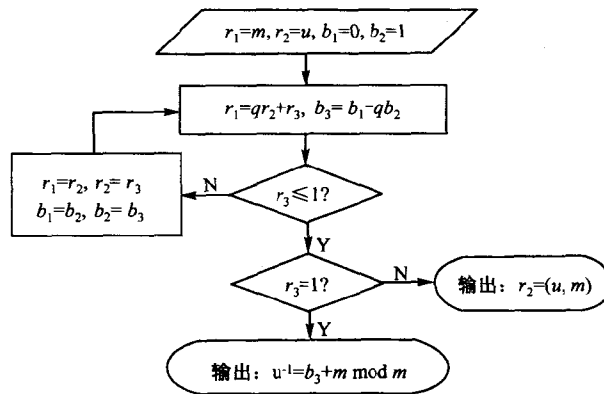 r₁=m, r₂=u, b₁=0, b₂=1
r₁=qr₂+r₃, b₃= b₁-qb₂
r₁=r₂, r₂= r₃
b₁=b₂, b₂= b₃
N
r₃≤1?
Y
r₃=1?
N
输出：r₂=(u, m)
Y
输出：u⁻¹=b₃+m mod m